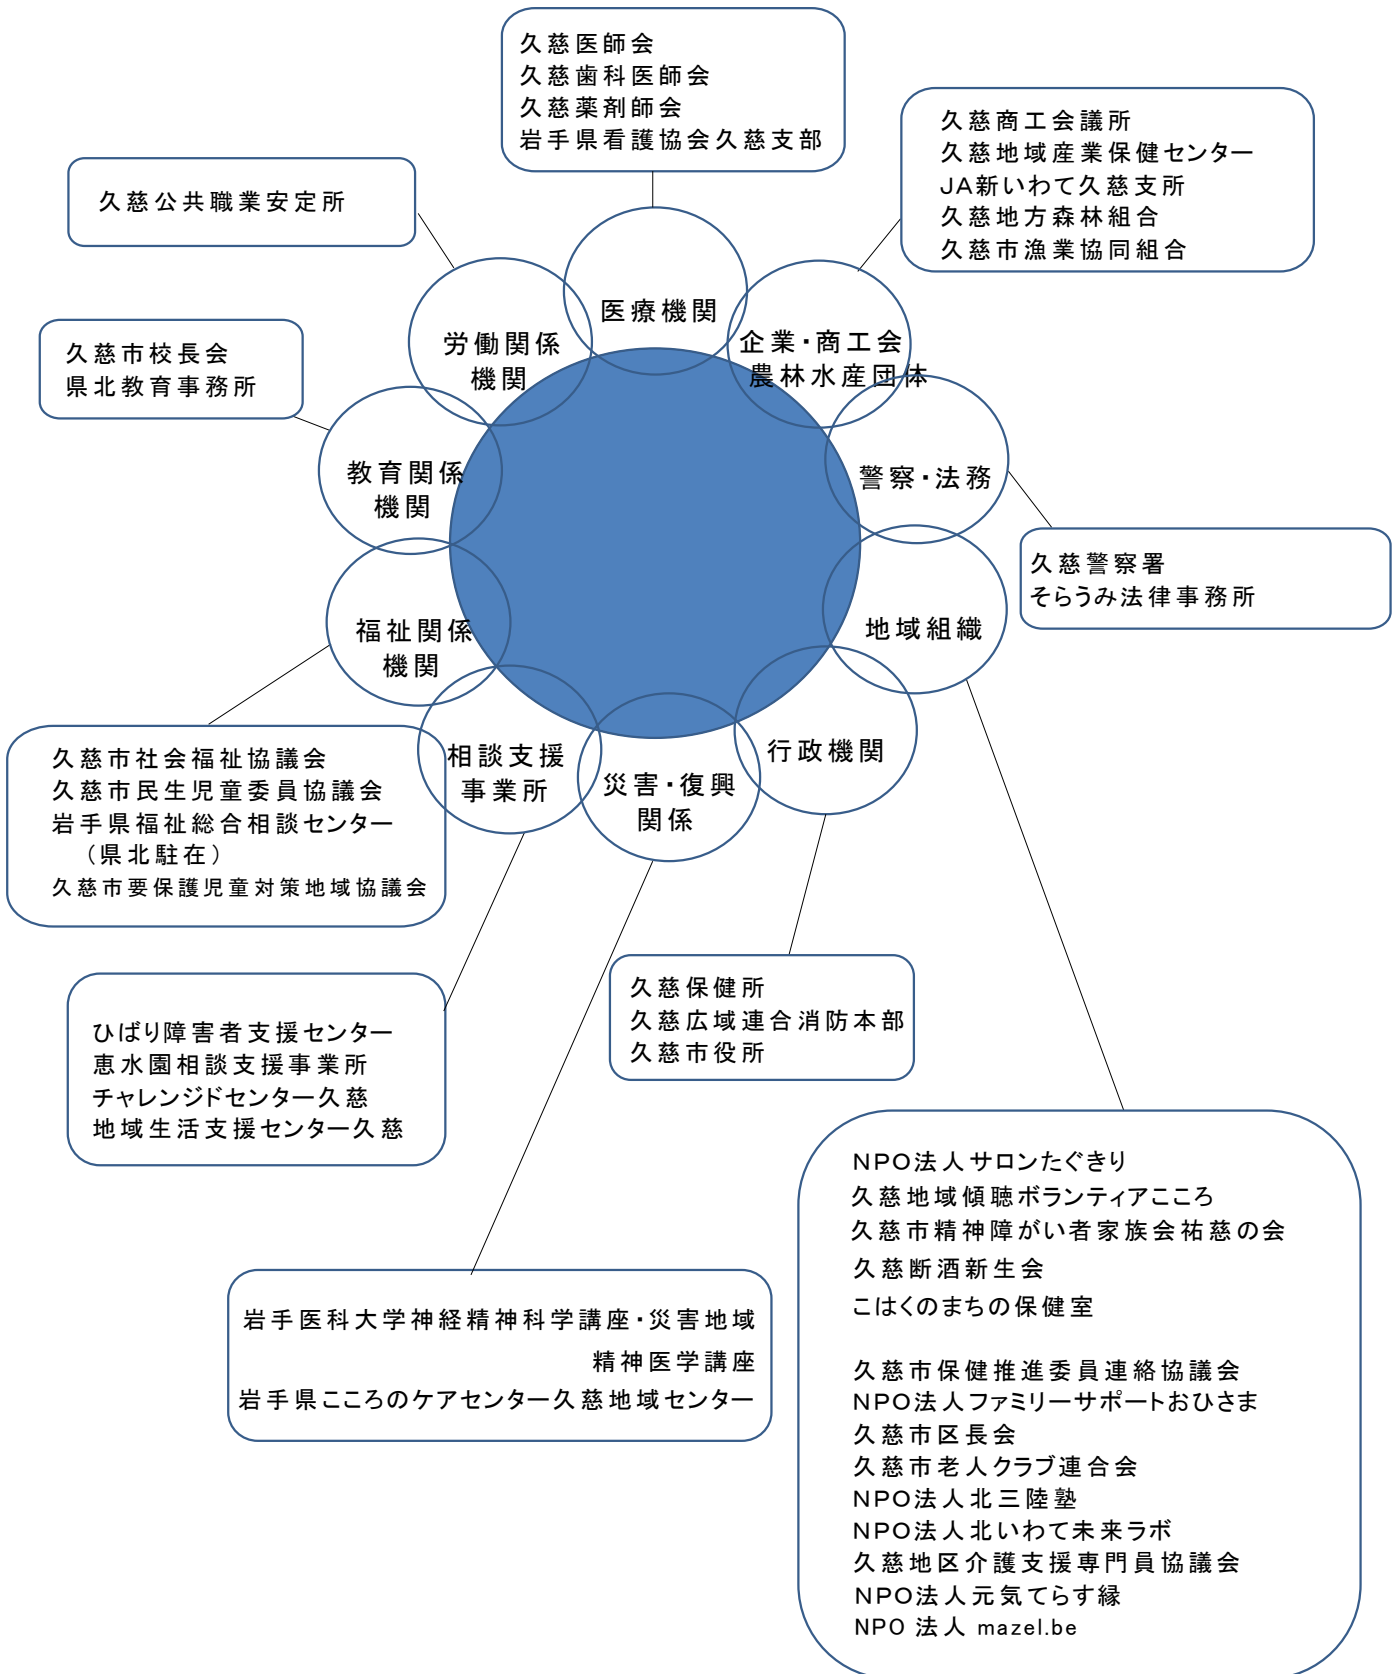 久慈医師会
久慈歯科医師会
久慈薬剤師会
岩手県看護協会久慈支部
久慈商工会議所
久慈地域産業保健センター
JA新いわて久慈支所
久慈地方森林組合
久慈市漁業協同組合
久慈公共職業安定所
医療機関
労働関係
機関
企業・商工会
農林水産団体
久慈市校長会
県北教育事務所
教育関係
機関
警察・法務
久慈警察署
そらうみ法律事務所
福祉関係
機関
地域組織
久慈市社会福祉協議会
久慈市民生児童委員協議会
岩手県福祉総合相談センター
（県北駐在）
久慈市要保護児童対策地域協議会
相談支援
事業所
災害・復興
関係
行政機関
ひばり障害者支援センター
恵水園相談支援事業所
チャレンジドセンター久慈
地域生活支援センター久慈
久慈保健所
久慈広域連合消防本部
久慈市役所
岩手医科大学神経精神科学講座・災害地域
精神医学講座
岩手県こころのケアセンター久慈地域センター
NPO法人サロンたぐきり
久慈地域傾聴ボランティアこころ
久慈市精神障がい者家族会祐慈の会
久慈断酒新生会
こはくのまちの保健室
久慈市保健推進委員連絡協議会
NPO法人ファミリーサポートおひさま
久慈市区長会
久慈市老人クラブ連合会
NPO法人北三陸塾
NPO法人北いわて未来ラボ
久慈地区介護支援専門員協議会
NPO法人元気てらす縁
NPO 法人 mazel.be